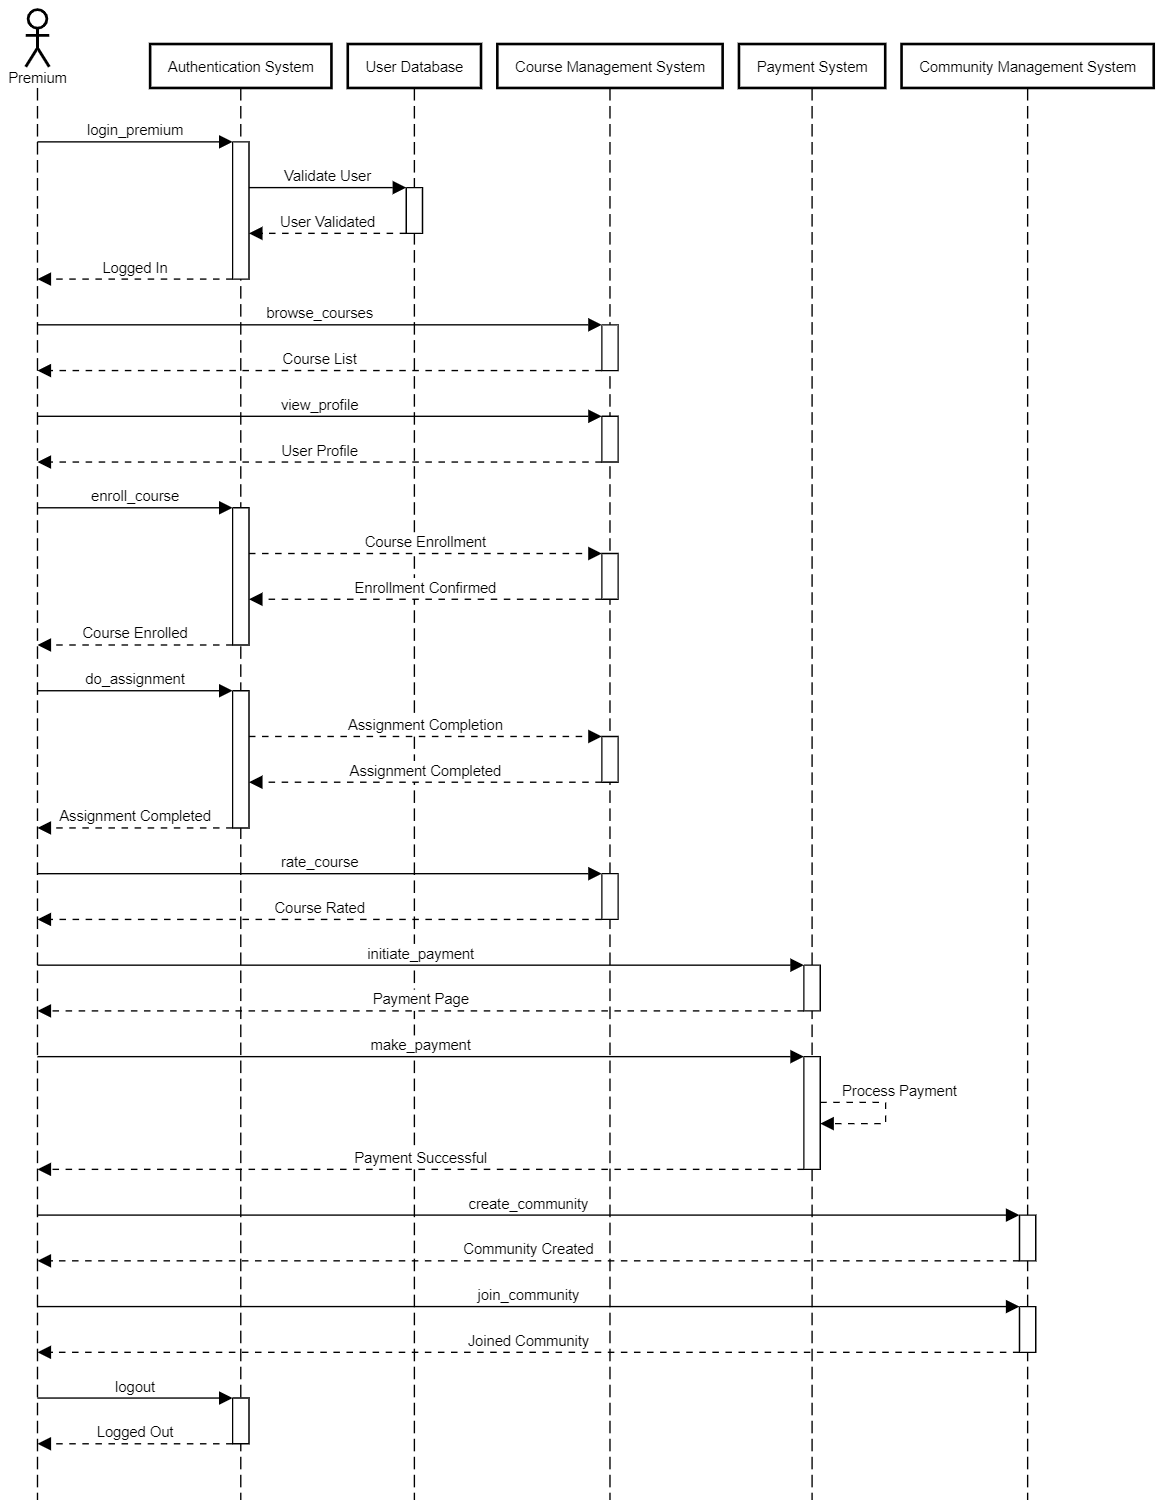 Premium
Authentication System
User Database
Course Management System
Payment System
Community Management System
login_premium
Validate User
User Validated
Logged In
browse_courses
Course List
view_profile
User Profile
enroll_course
Course Enrollment
Enrollment Confirmed
Course Enrolled
do_assignment
Assignment Completion
Assignment Completed
Assignment Completed
rate_course
Course Rated
initiate_payment
Payment Page
make_payment
Process Payment
Payment Successful
create_community
Community Created
join_community
Joined Community
logout
Logged Out